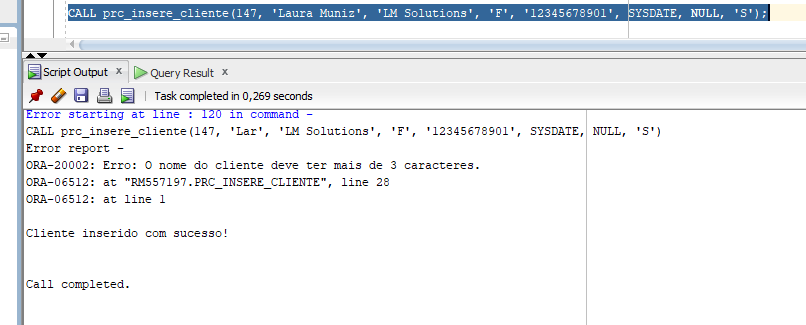 CALL prc_insere_cliente(147, 'Laura Muniz', 'LM Solutions', 'F', '12345678901', SYSDATE, NULL, 'S');
Script Output x Query Result x
Task completed in 0,269 seconds
Error starting at line : 120 in command -
CALL prc_insere_cliente(147, 'Lar', 'LM Solutions', 'F', '12345678901', SYSDATE, NULL, 'S')
Error report -
ORA-20002: Erro: O nome do cliente deve ter mais de 3 caracteres.
ORA-06512: at "RM557197.PRC_INSERE_CLIENTE", line 28
ORA-06512: at line 1
Cliente inserido com sucesso!
Call completed.